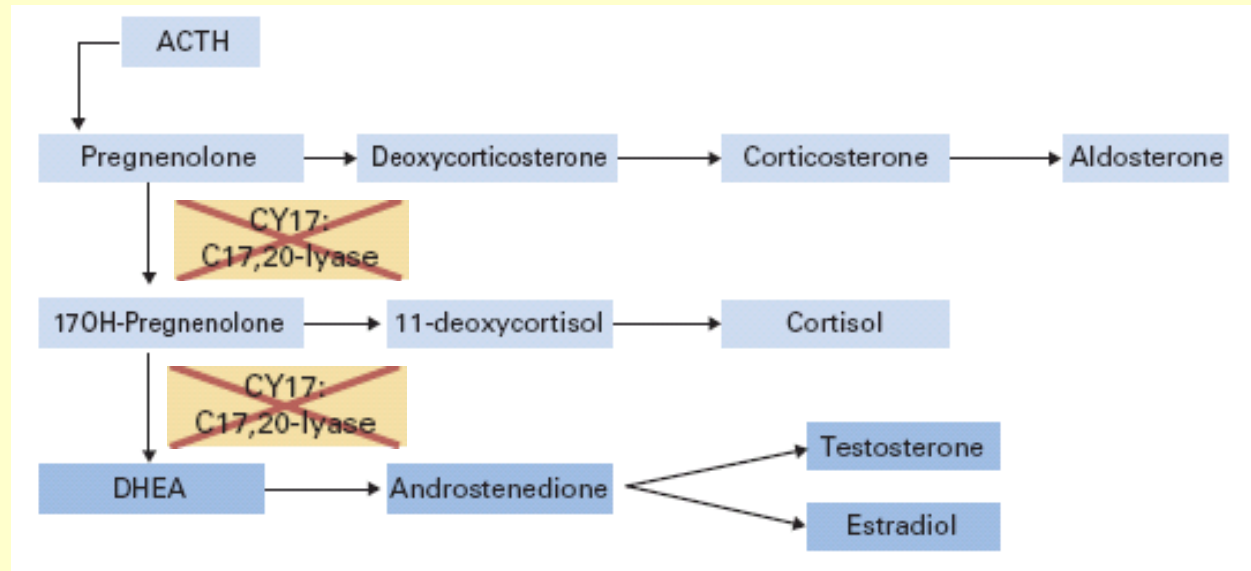 ACTH
Pregnenolone
Deoxycorticosterone
Corticosterone
Aldosterone
CY17:
C17,20-lyase
17OH-Pregnenolone
11-deoxycortisol
Cortisol
CY17:
C17,20-lyase
DHEA
Androstenedione
Testosterone
Estradiol